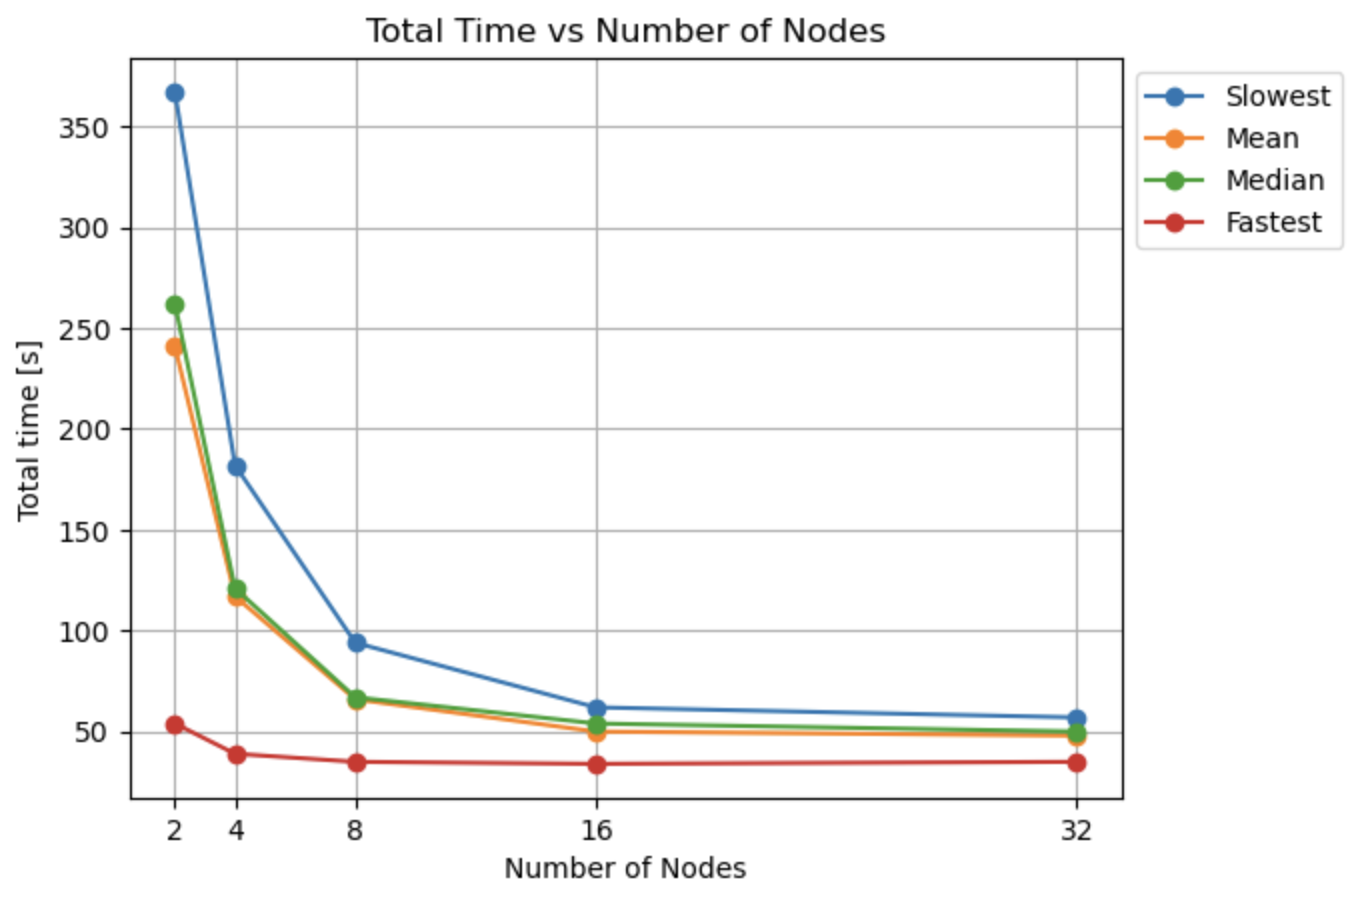 Total Time vs Number of Nodes
Slowest
Mean
Median
Fastest
350
300
250
200
150
100
50
Total time [s]
2 4 8 16 32
Number of Nodes